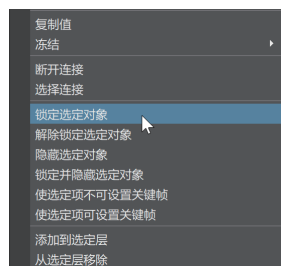 复制值
冻结
断开连接
选择连接
锁定选定对象
解除锁定选定对象
隐藏选定对象
锁定并隐藏选定对象
使选定项不可设置关键帧
使选定项可设置关键帧
添加到选定层
从选定层移除